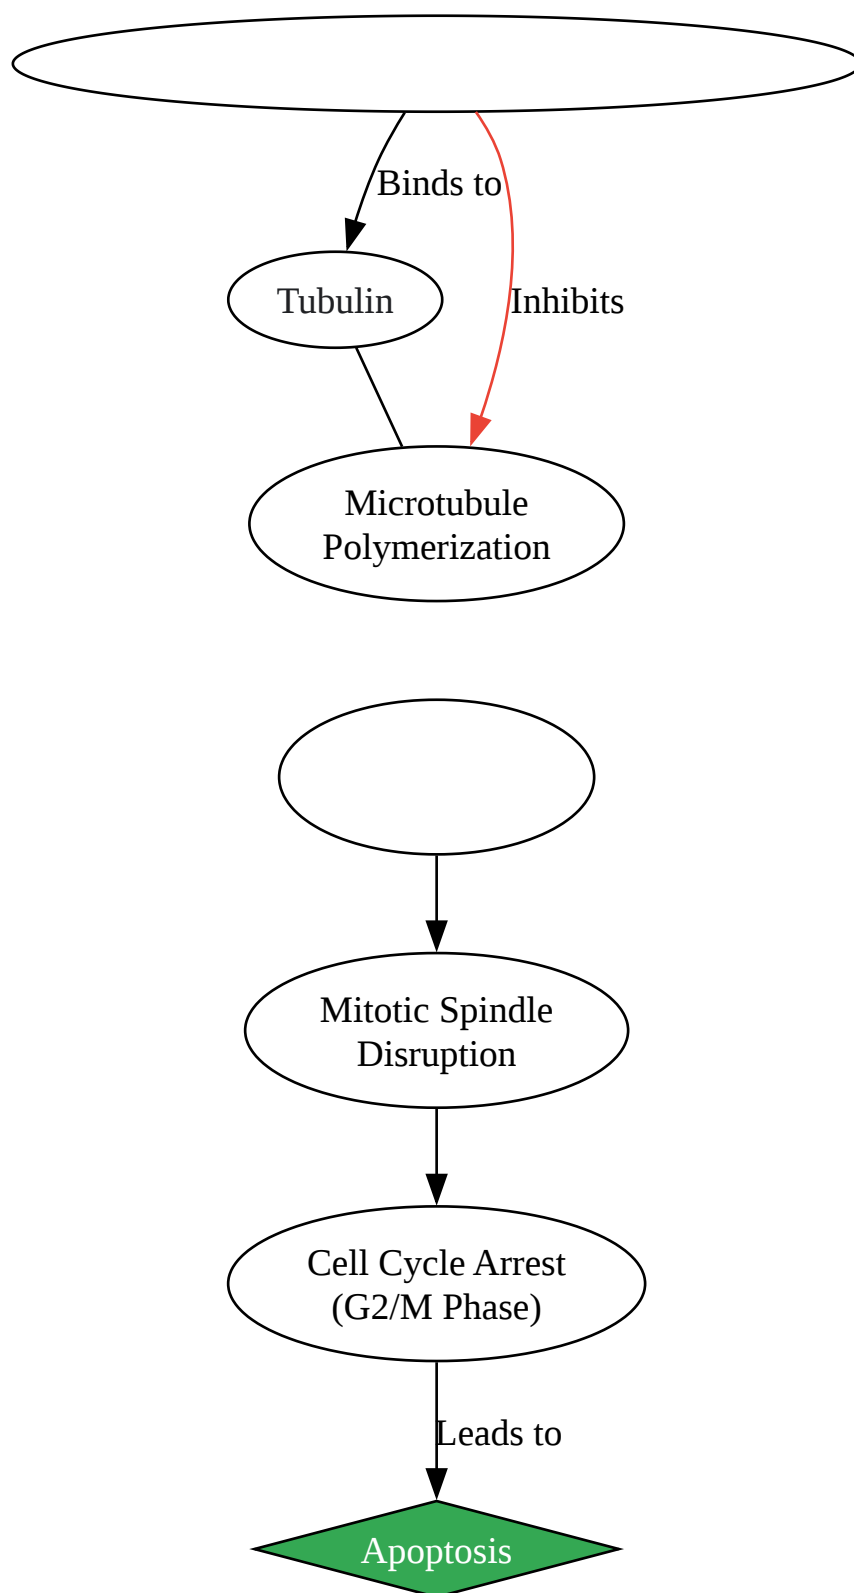 Binds to
Tubulin
Inhibits
Microtubule
Polymerization
Mitotic Spindle
Disruption
Cell Cycle Arrest
(G2/M Phase)
Leads to
Apoptosis